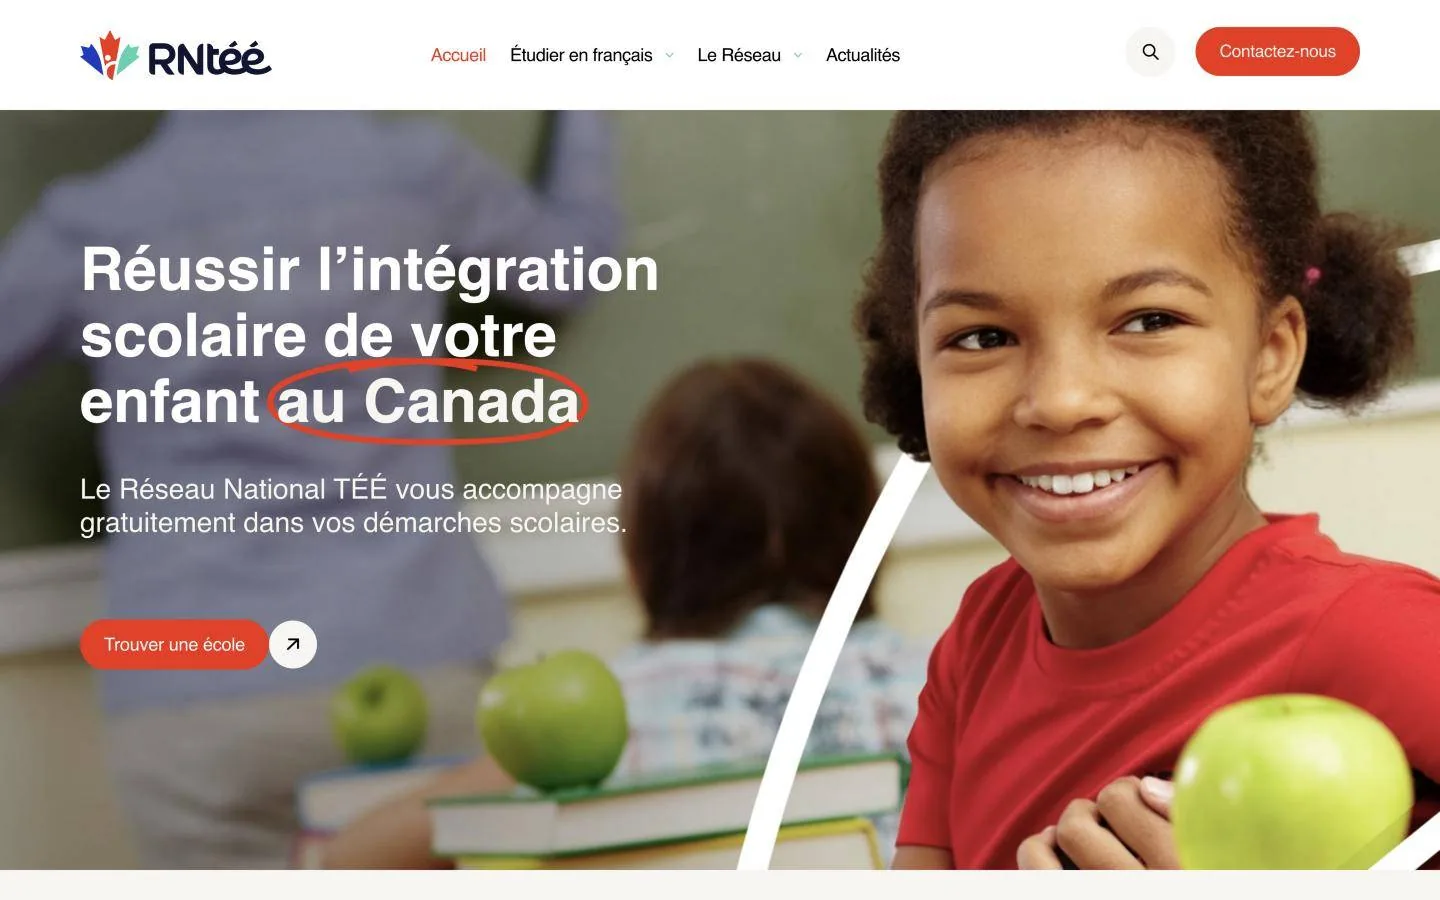 RNtéé
Accueil
Étudier en français
Le Réseau
Actualités
Contactez-nous
Réussir l’intégration
scolaire de votre
enfant au Canada
Le Réseau National TÉÉ vous accompagne
gratuitement dans vos démarches scolaires.
Trouver une école